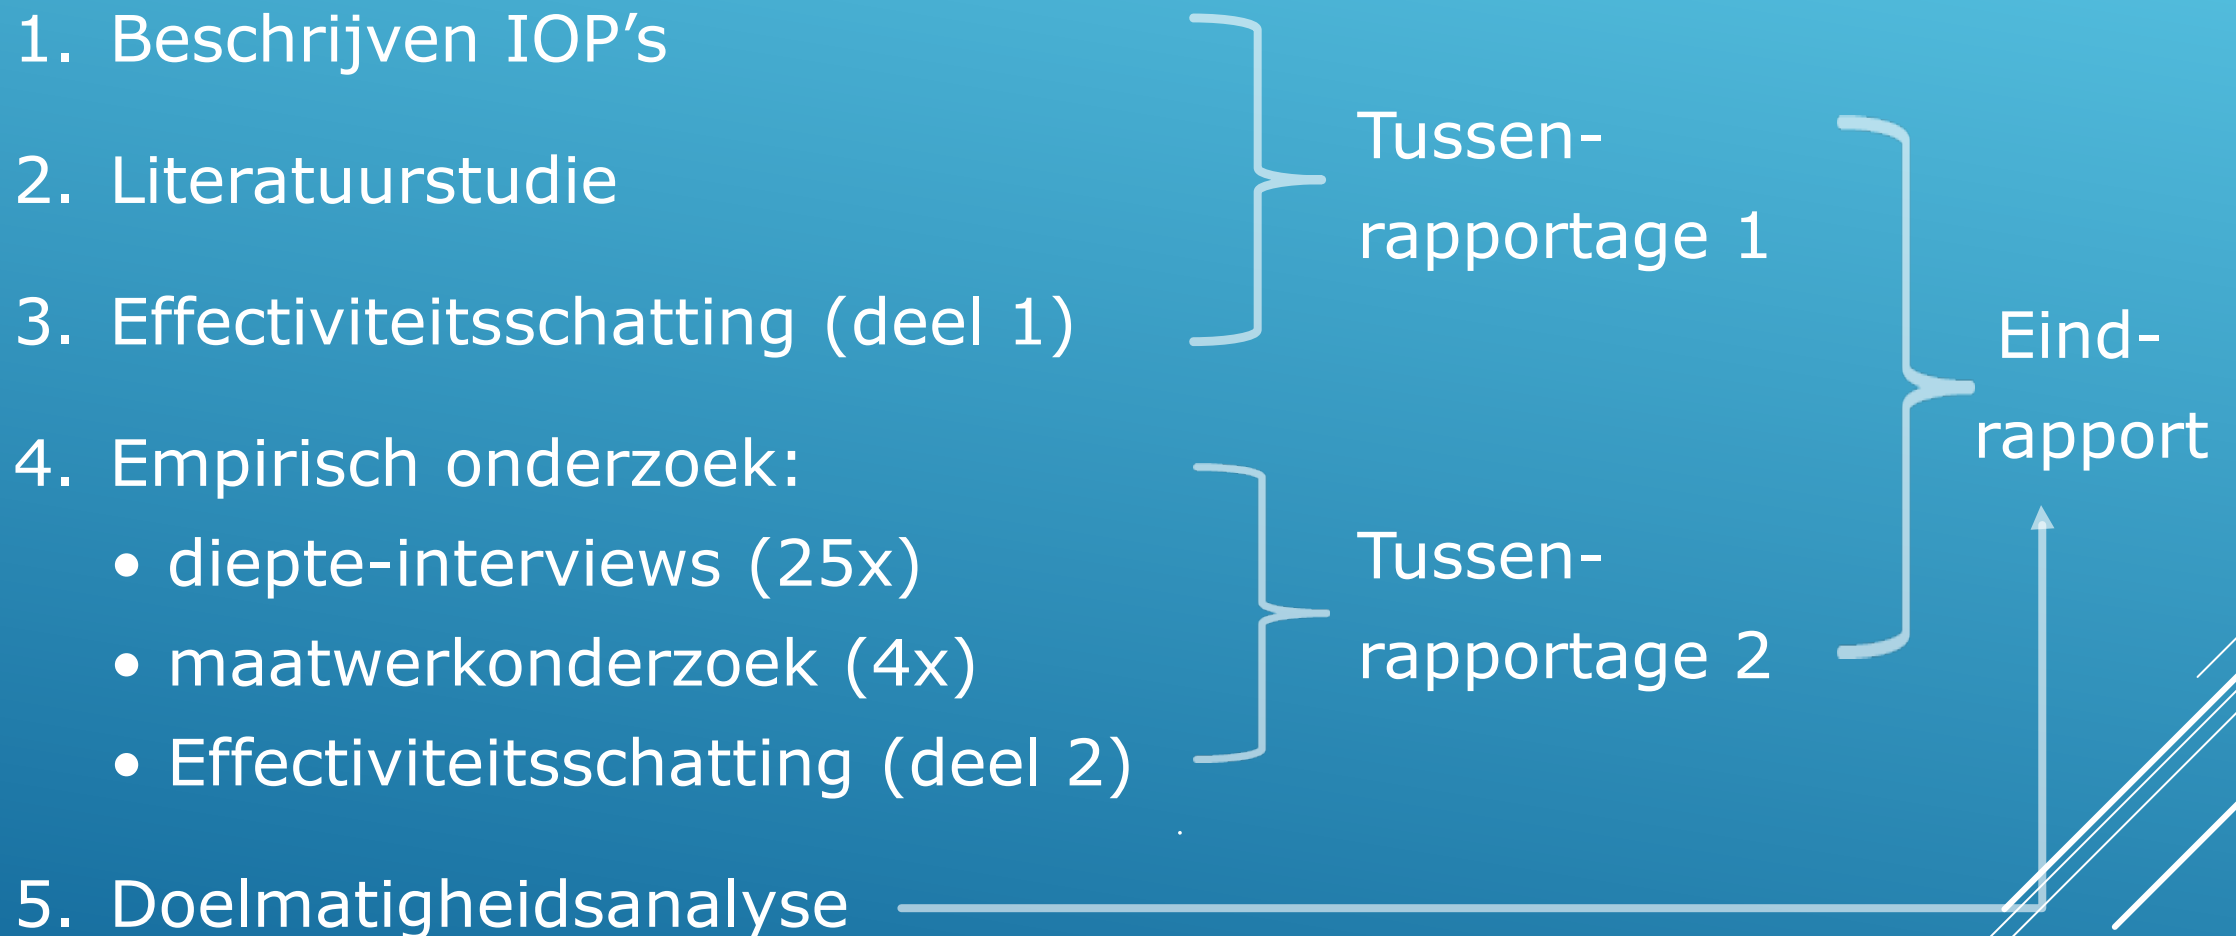 1. Beschrijven IOP’s
2. Literatuurstudie
3. Effectiviteitsschatting (deel 1)
4. Empirisch onderzoek:
• diepte-interviews (25x)
• maatwerkonderzoek (4x)
• Effectiviteitsschatting (deel 2)
5. Doelmatigheidsanalyse
Tussen-
rapportage 1
Tussen-
rapportage 2
Eind-
rapport